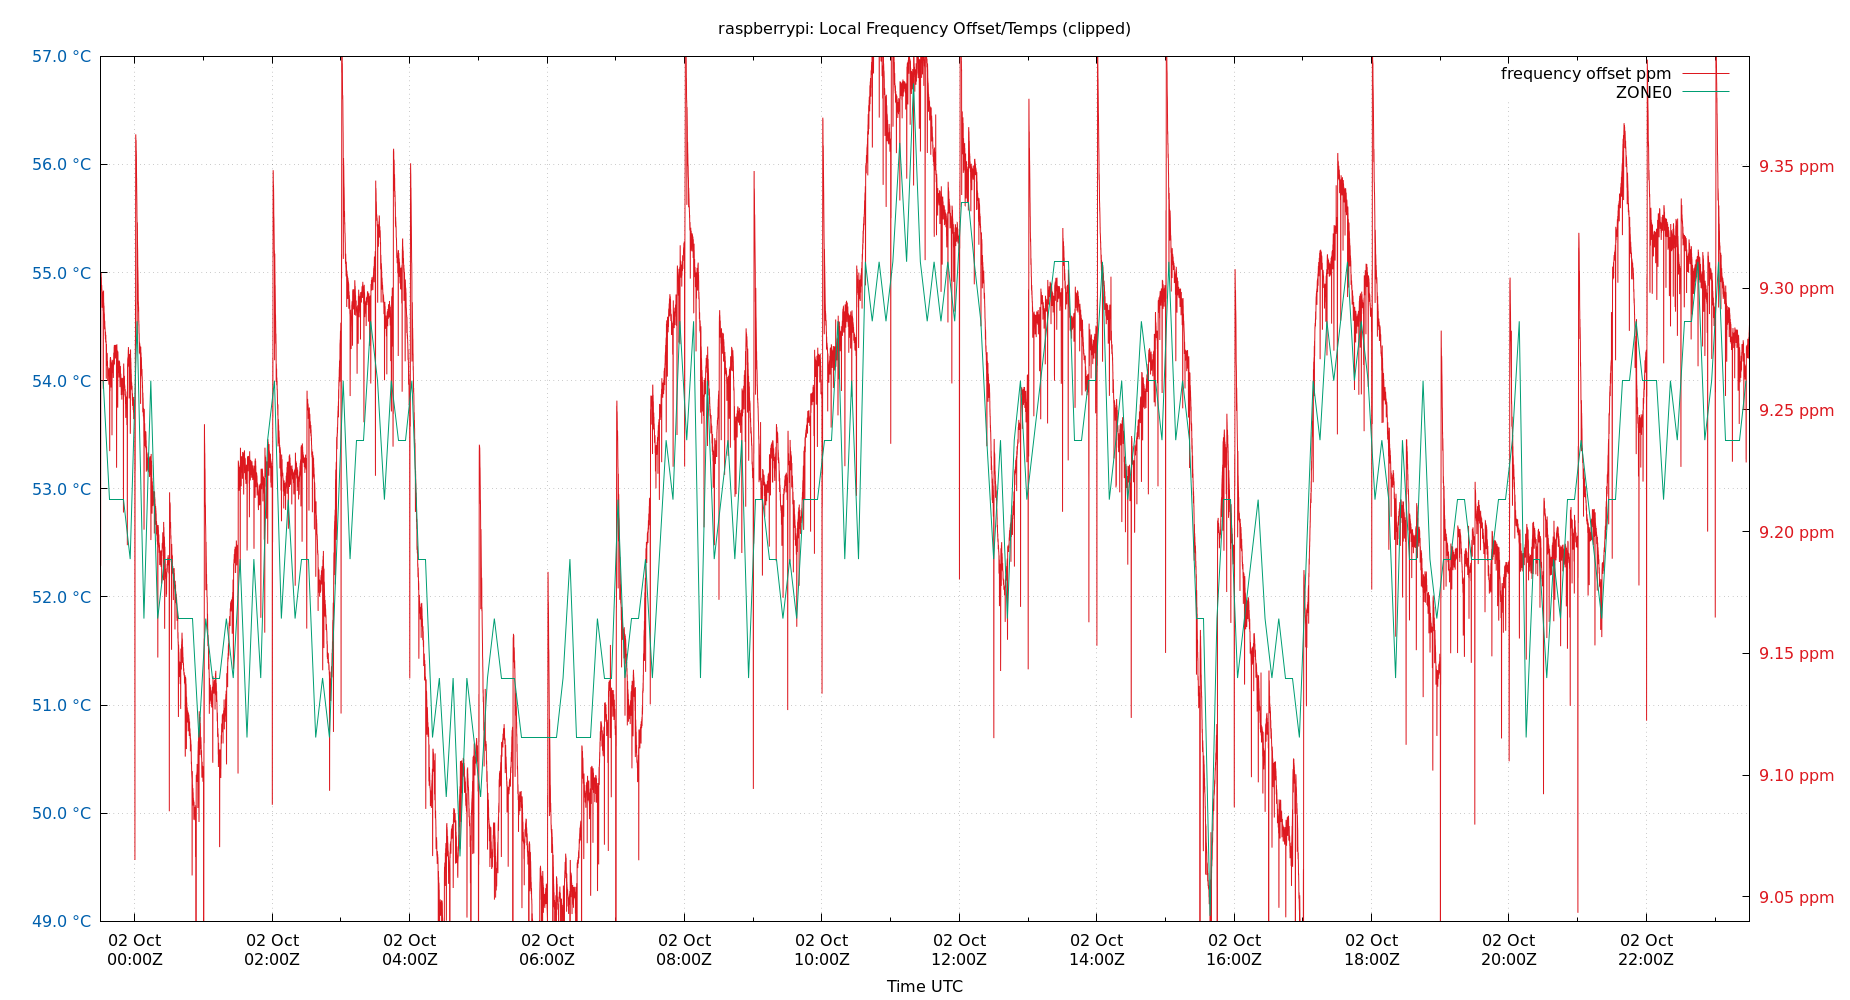 raspberrypi: Local Frequency Offset/Temps (clipped)
57.0 °C
56.0 °C
55.0 °C
54.0 °C
53.0 °C
52.0 °C
51.0 °C
50.0 °C
49.0 °C
frequency offset ppm
ZONE0
9.35 ppm
9.30 ppm
9.25 ppm
9.20 ppm
9.15 ppm
9.10 ppm
9.05 ppm
02 Oct 02 Oct 02 Oct 02 Oct 02 Oct 02 Oct 02 Oct 02 Oct 02 Oct 02 Oct 02 Oct 02 Oct
00:00Z 02:00Z 04:00Z 06:00Z 08:00Z 10:00Z 12:00Z 14:00Z 16:00Z 18:00Z 20:00Z 22:00Z
Time UTC